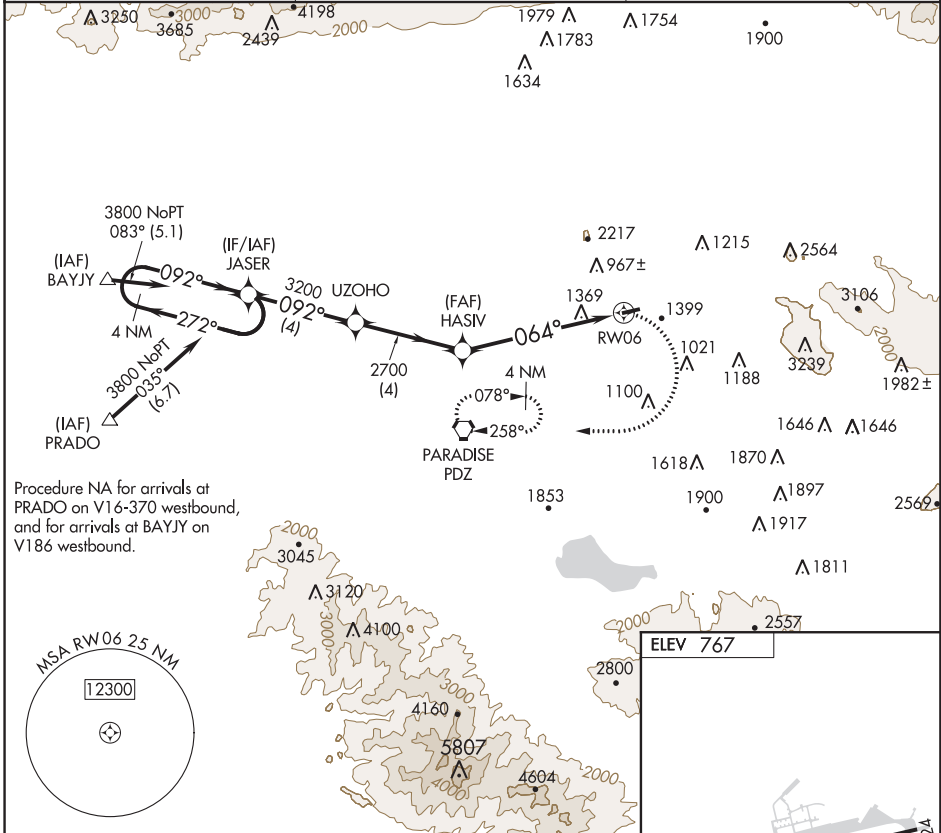 3250
3685
3000
2439
4198
2000
1979
1783
1634
1754
1900
3800 NoPT
083° (5.1)
(IAF)
BAYJY
092°
(IF/IAF)
JASER
272°
4 NM
3200
092°
(4)
UZOHO
2700
(4)
(FAF)
HASIV
064°
RW06
2217
967±
1369
1399
1215
2564
3106
2000
3239
1982±
1021
1188
1100
3800 NoPT
035°
(6.7)
(IAF)
PRADO
4 NM
078°
258°
PARADISE
PDZ
1646
1646
1618
1870
1853
1900
1897
1917
2569
1811
Procedure NA for arrivals at
PRADO on V16-370 westbound,
and for arrivals at BAYJY on
V186 westbound.
2000
3045
3120
3000
4100
2000
2557
2800
3000
4160
5807
4000
4604
2000
MSA RW06 25 NM
12300
ELEV 767
24